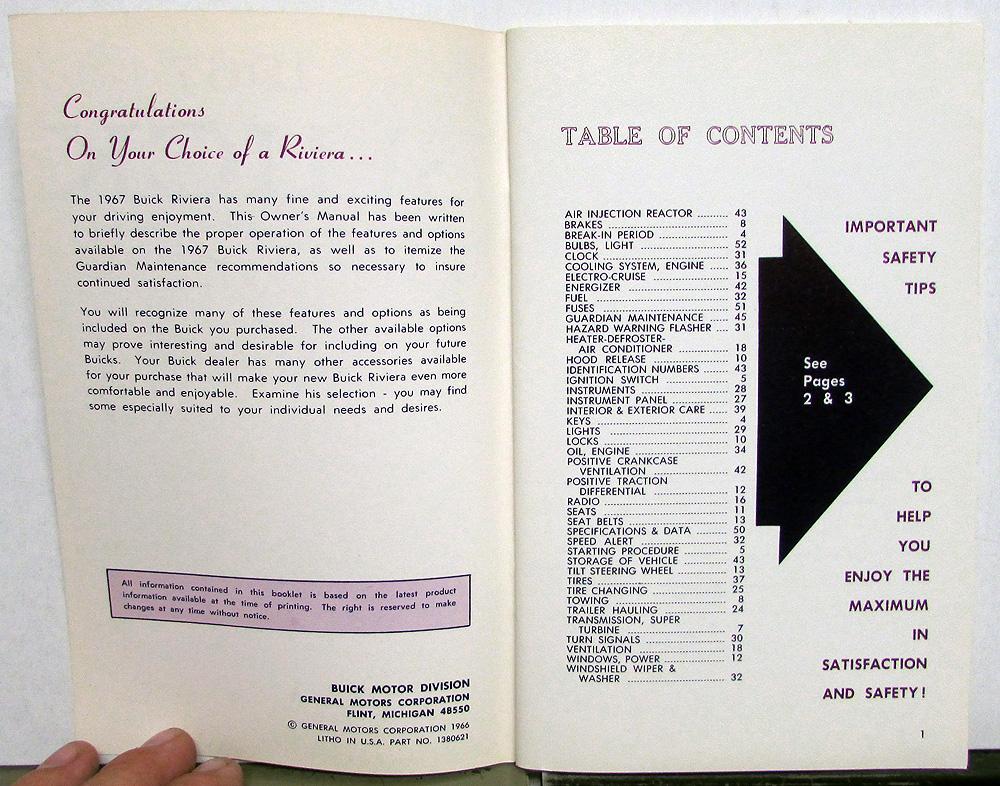 Congratulations
On Your Choice of a Riviera...
The 1967 Buick Riviera has many fine and exciting features for
your driving enjoyment. This Owner's Manual has been written
to briefly describe the proper operation of the features and options
available on the 1967 Buick Riviera, as well as to itemize the
Guardian Maintenance recommendations so necessary to insure
continued satisfaction.
You will recognize many of these features and options as being
included on the Buick you purchased. The other available options
may prove interesting and desirable for including on your future
Buicks. Your Buick dealer has many other accessories available
for your purchase that will make your new Buick Riviera even more
comfortable and enjoyable. Examine his selection - you may find
some especially suited to your individual needs and desires.
All information contained in this booklet is based on the latest product
information available at the time of printing. The right is reserved to make
changes at any time without notice.
BUICK MOTOR DIVISION
GENERAL MOTORS CORPORATION
FLINT, MICHIGAN 48550
© GENERAL MOTORS CORPORATION 1966
LITHO IN U.S.A. PART NO. 1380621
TABLE OF CONTENTS
AIR INJECTION REACTOR ......... 43
BRAKES ......... 8
BREAK-IN PERIOD ......... 4
BULBS, LIGHT ......... 52
CLOCK ......... 31
COOLING SYSTEM, ENGINE ...... 36
ELECTRO-CRUISE ......... 15
ENERGIZER ......... 42
FUEL ......... 32
FUSES ......... 51
GUARDIAN MAINTENANCE ......... 45
HAZARD WARNING FLASHER .... 31
HEATER-DEFROSTER-
AIR CONDITIONER ......... 18
HOOD RELEASE ......... 10
IDENTIFICATION NUMBERS ......... 43
IGNITION SWITCH ......... 5
INSTRUMENTS ......... 28
INSTRUMENT PANEL ......... 27
INTERIOR & EXTERIOR CARE ...... 39
KEYS ......... 4
LIGHTS ......... 29
LOCKS ......... 10
OIL, ENGINE ......... 34
POSITIVE CRANKCASE
VENTILATION ......... 42
POSITIVE TRACTION
DIFFERENTIAL ......... 12
RADIO ......... 16
SEATS ......... 11
SEAT BELTS ......... 13
SPECIFICATIONS & DATA ......... 50
SPEED ALERT ......... 32
STARTING PROCEDURE ......... 5
STORAGE OF VEHICLE ......... 43
TILT STEERING WHEEL ......... 13
TIRES ......... 37
TIRE CHANGING ......... 25
TOWING ......... 8
TRAILER HAULING ......... 24
TRANSMISSION, SUPER
TURBINE ......... 7
TURN SIGNALS ......... 30
VENTILATION ......... 18
WINDOWS, POWER ......... 12
WINDSHIELD WIPER &
WASHER ......... 32
IMPORTANT
SAFETY
TIPS
See
Pages
2 & 3
TO
HELP
YOU
ENJOY THE
MAXIMUM
IN
SATISFACTION
AND SAFETY!
1